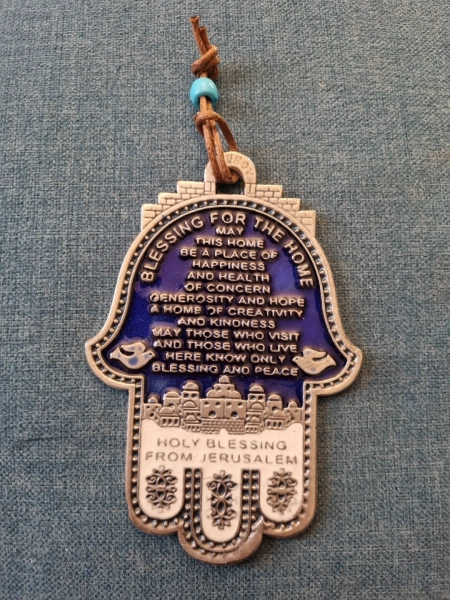 BLESSING FOR THE HOME
MAY
THIS HOME
BE A PLACE OF
HAPPINESS
AND HEALTH
OF CONCERN
GENEROSITY AND HOPE
A HOME OF CREATIVITY
AND KINDNESS
MAY THOSE WHO VISIT
AND THOSE WHO LIVE
HERE KNOW ONLY
BLESSING AND PEACE
HOLY BLESSING
FROM JERUSALEM